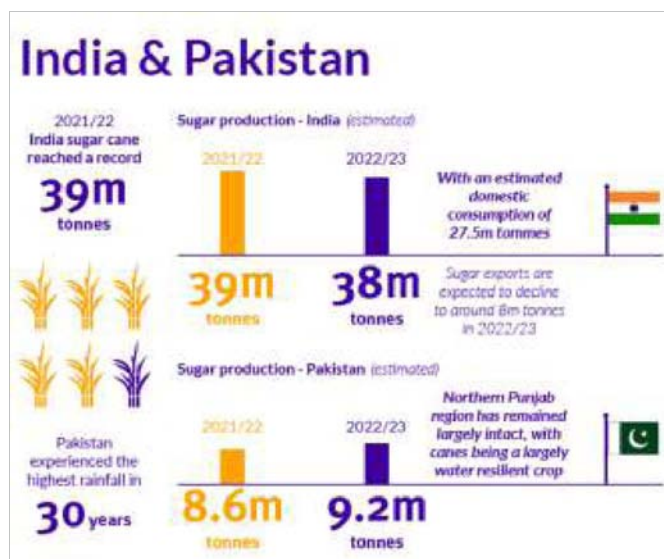 India & Pakistan
2021/22
India sugar cane
reached a record
39m
tonnes
Sugar production - India (estimated)
2021/22
2022/23
39m
tonnes
38m
tonnes
With an estimated
domestic
consumption of
27.5m tommes
Sugar exports are
expected to decline
to around 8m tonnes
in 2022/23
Pakistan
experienced the
highest rainfall in
30 years
Sugar production - Pakistan (estimated)
2021/22
2022/23
8.6m
tonnes
9.2m
tonnes
Northern Punjab
region has remained
largely intact, with
canes being a largely
water resilient crop